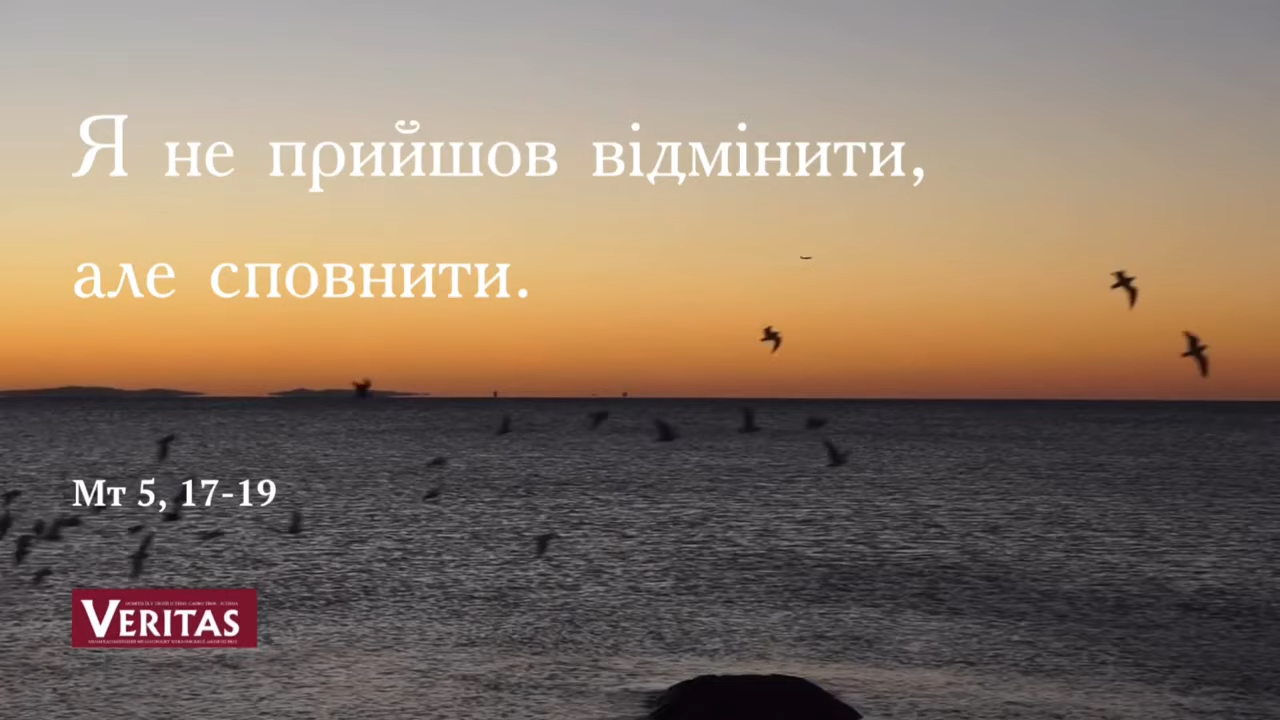 Я не прийшов відмінити,
але сповнити.
Мт 5, 17-19
VERITAS